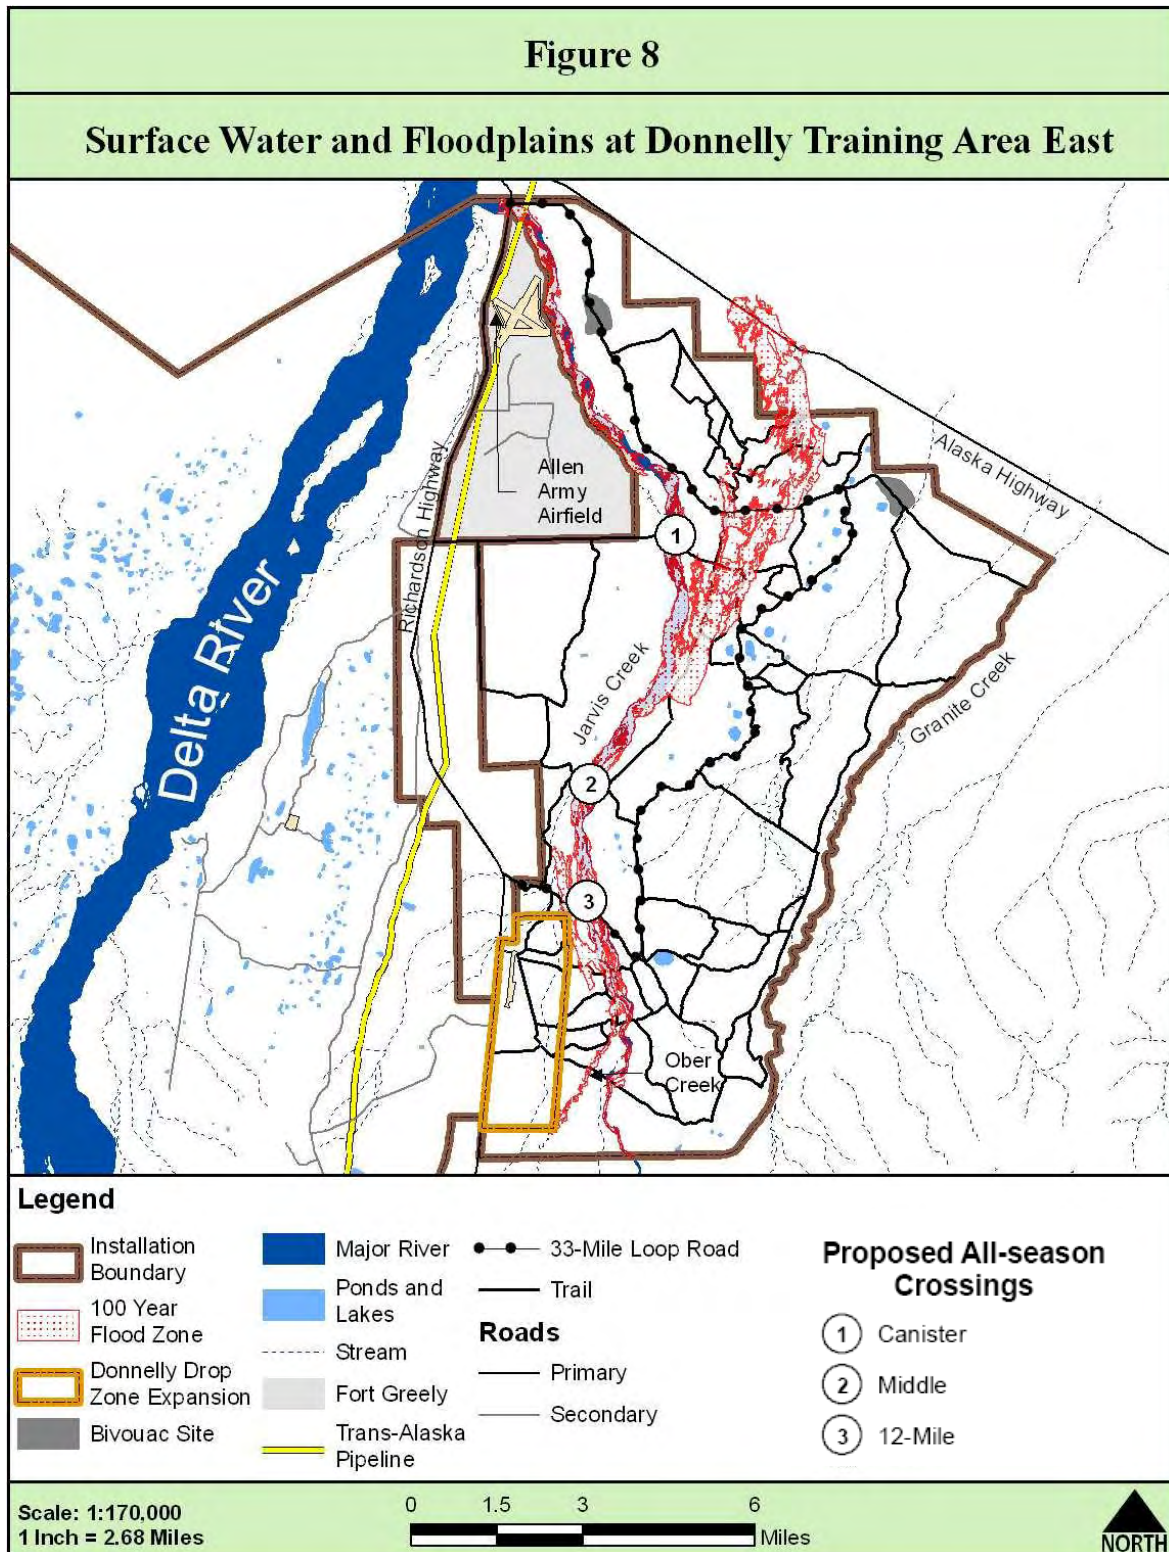 Figure 8
Surface Water and Floodplains at Donnelly Training Area East
Allen
Army
Airfield
Richardson Highway
Alaska Highway
Delta River
1
Jarvis Creek
Granite Creek
2
3
Ober
Creek
Legend
Installation
Boundary
100 Year
Flood Zone
Donnelly Drop
Zone Expansion
Bivouac Site
Major River
Ponds and
Lakes
Stream
Fort Greely
Trans-Alaska
Pipeline
33-Mile Loop Road
Trail
Roads
Primary
Secondary
Proposed All-season
Crossings
1 Canister
2 Middle
3 12-Mile
Scale: 1:170,000
1 Inch = 2.68 Miles
0 1.5 3 6
Miles
NORTH